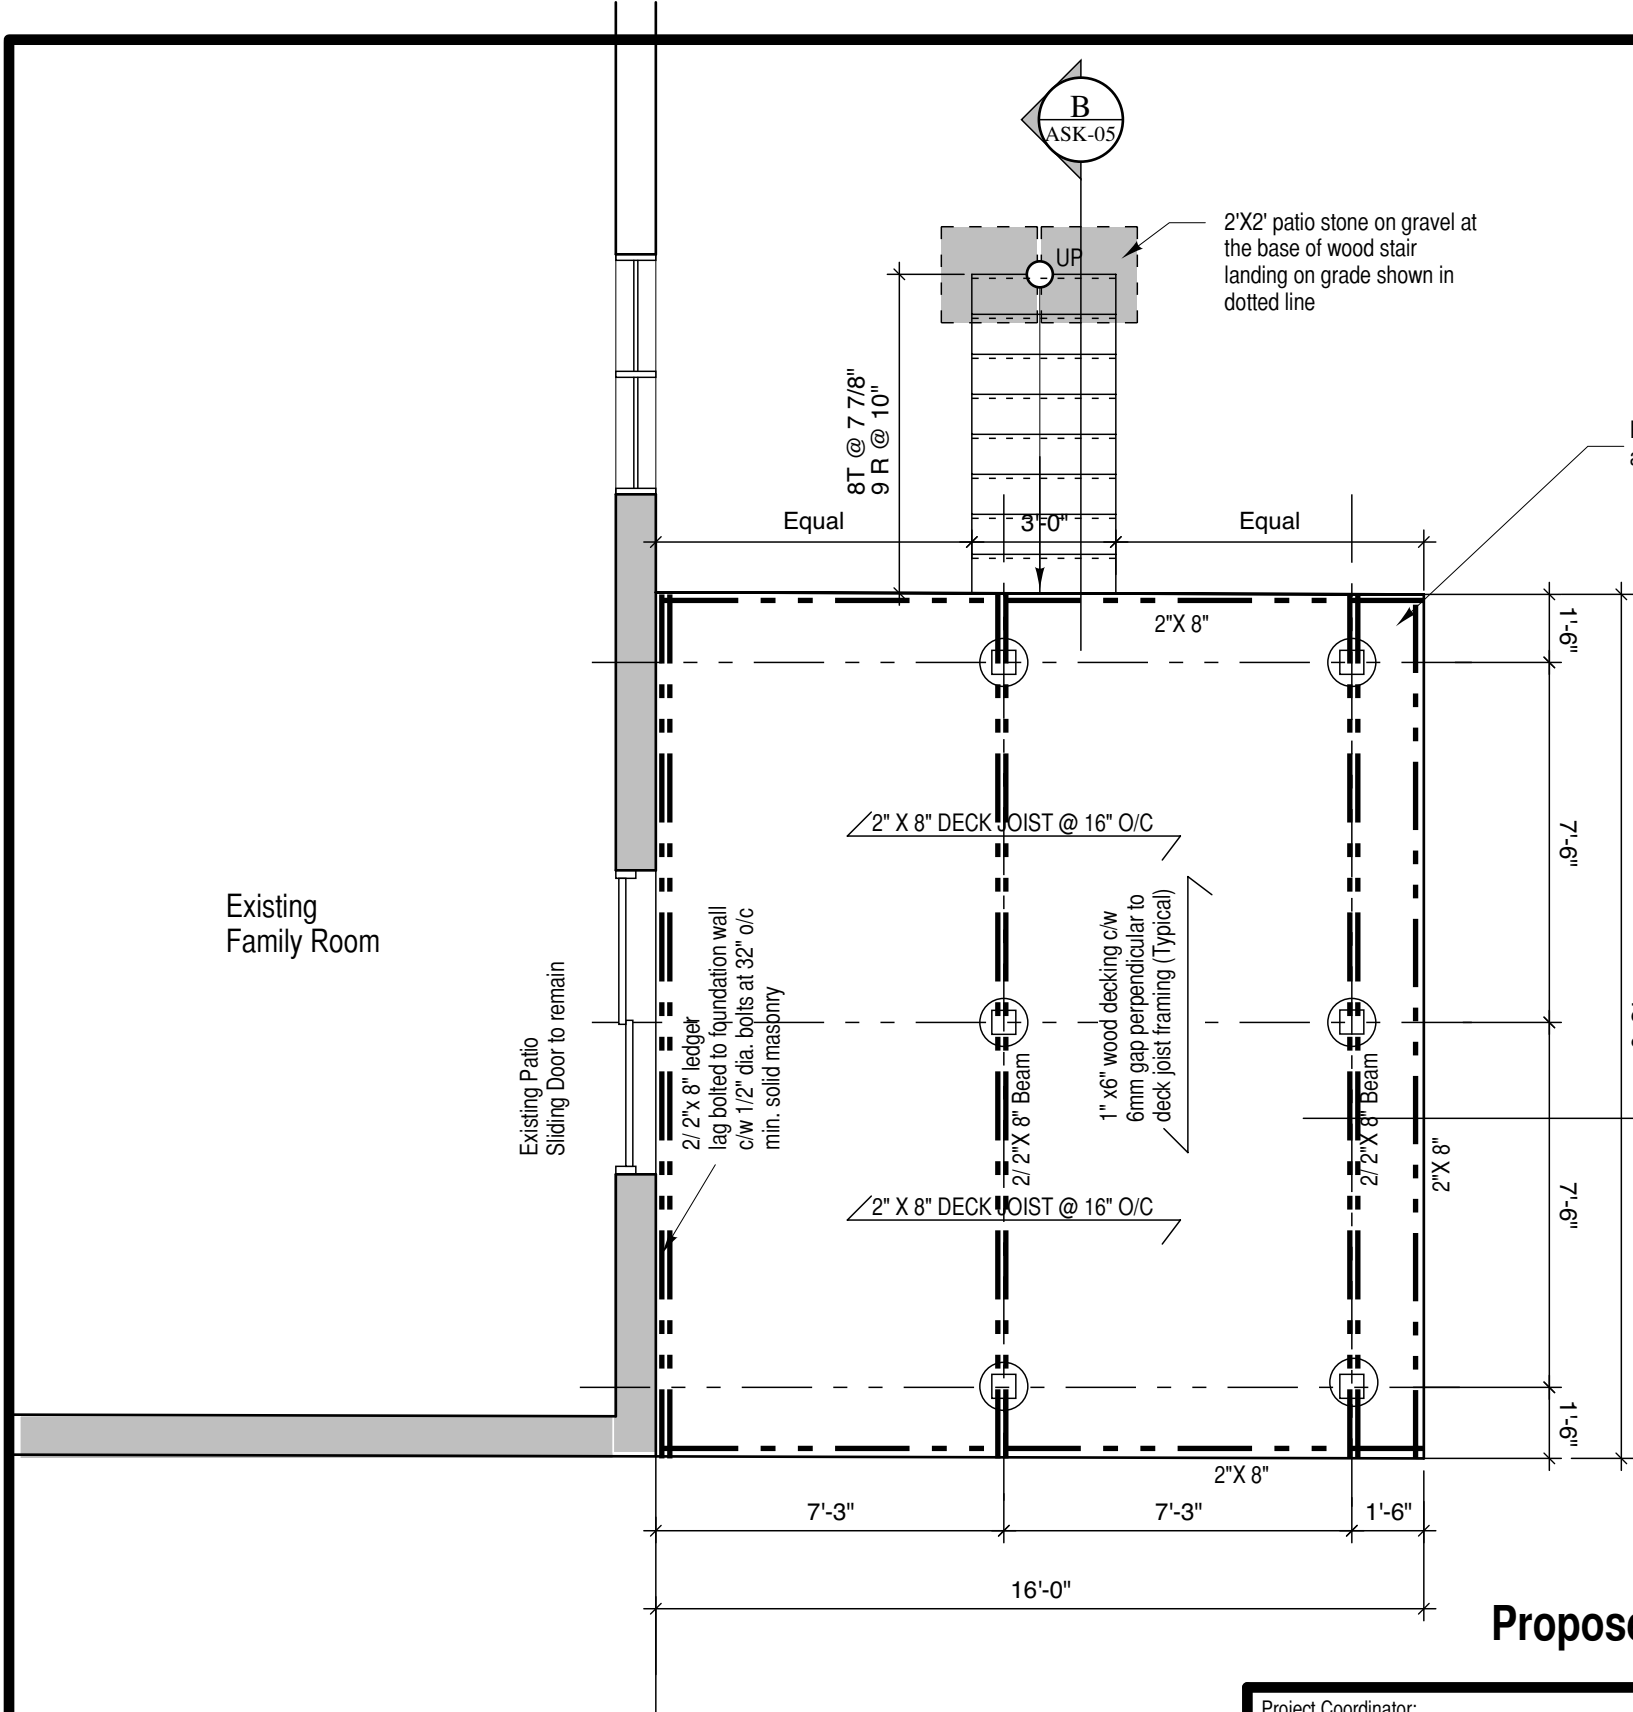 B
ASK-05
2'X2' patio stone on gravel at
the base of wood stair
landing on grade shown in
dotted line
UP
8T @ 7 7/8"
9 R @ 10"
Equal
3'-0"
Equal
2"X 8"
1'-6"
7'-6"
2" X 8" DECK JOIST @ 16" O/C
Existing
Family Room
Existing Patio
Sliding Door to remain
2/ 2"x 8" ledger
lag bolted to foundation wall
c/w 1/2" dia. bolts at 32" o/c
min. solid masonry
1" x6" wood decking c/w
6mm gap perpendicular to
deck joist framing (Typical)
2/ 2"X 8" Beam
2/ 2"X 8" Beam
2"X 8"
7'-6"
2" X 8" DECK JOIST @ 16" O/C
1'-6"
2"X 8"
7'-3"
7'-3"
1'-6"
16'-0"
Propos
Project Coordinator: